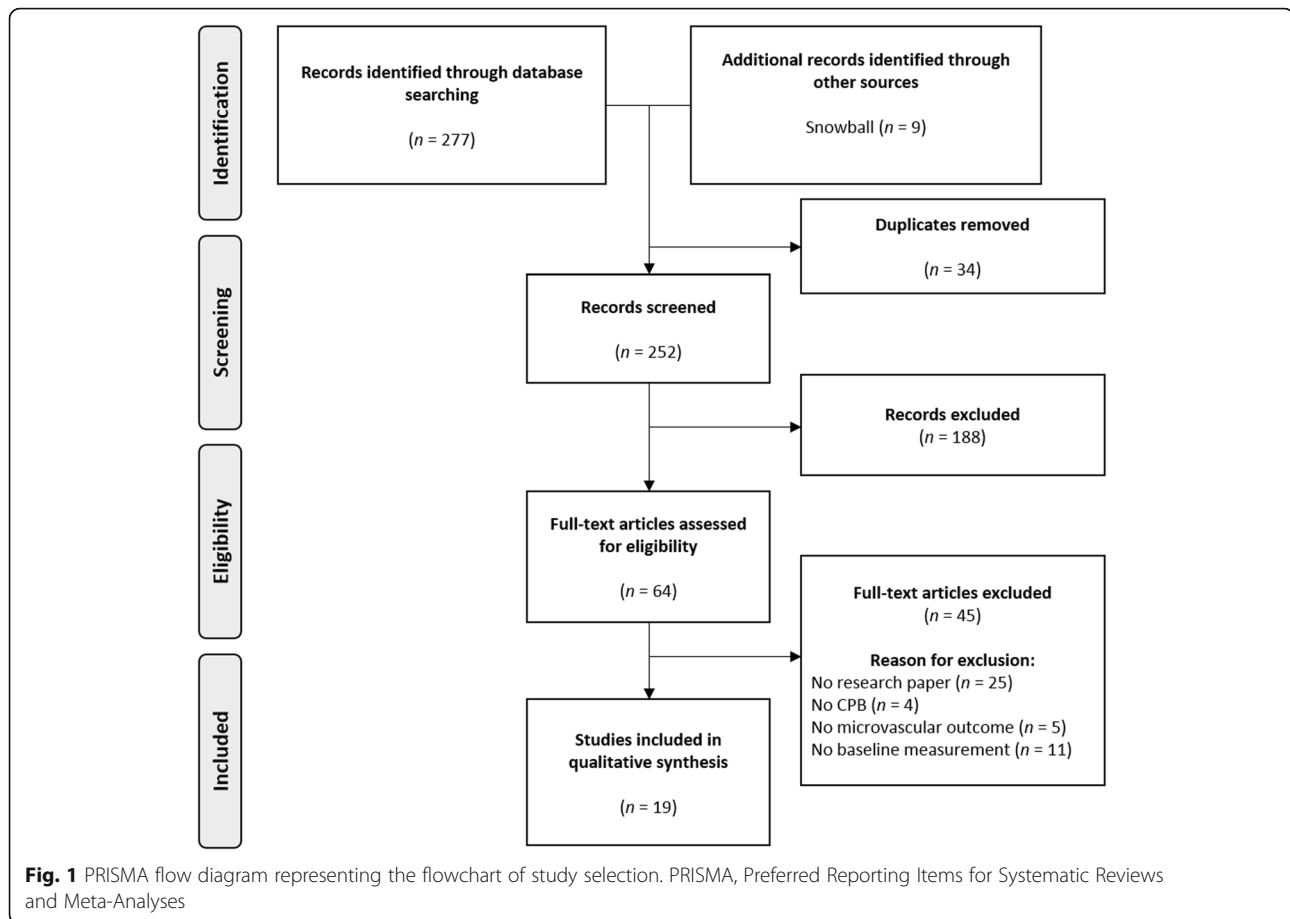 Identification
Records identified through database
searching
(n = 277)
Additional records identified through
other sources
Snowball (n = 9)
Duplicates removed
(n = 34)
Screening
Records screened
(n = 252)
Records excluded
(n = 188)
Eligibility
Full-text articles assessed
for eligibility
(n = 64)
Full-text articles excluded
(n = 45)
Reason for exclusion:
No research paper (n = 25)
No CPB (n = 4)
No microvascular outcome (n = 5)
No baseline measurement (n = 11)
Included
Studies included in
qualitative synthesis
(n = 19)
Fig. 1 PRISMA flow diagram representing the flowchart of study selection. PRISMA, Preferred Reporting Items for Systematic Reviews
and Meta-Analyses